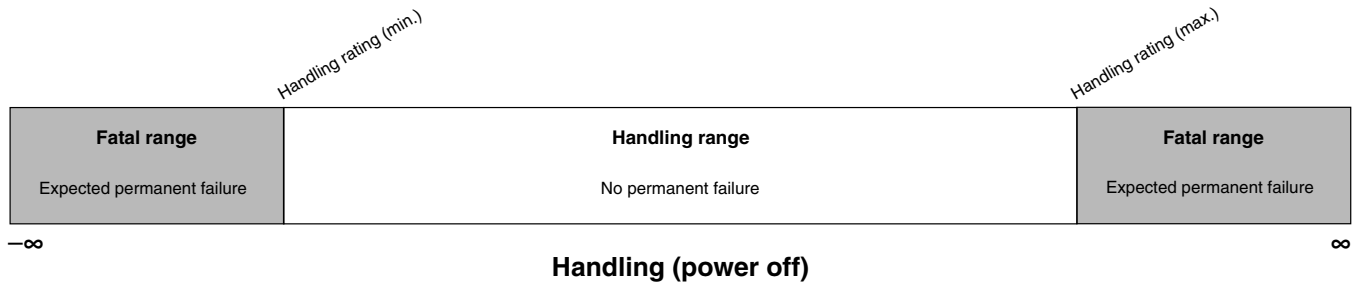 Handling rating (min.)
Handling rating (max.)
Fatal range
Handling range
Fatal range
Expected permanent failure
No permanent failure
Expected permanent failure
–∞
∞
Handling (power off)